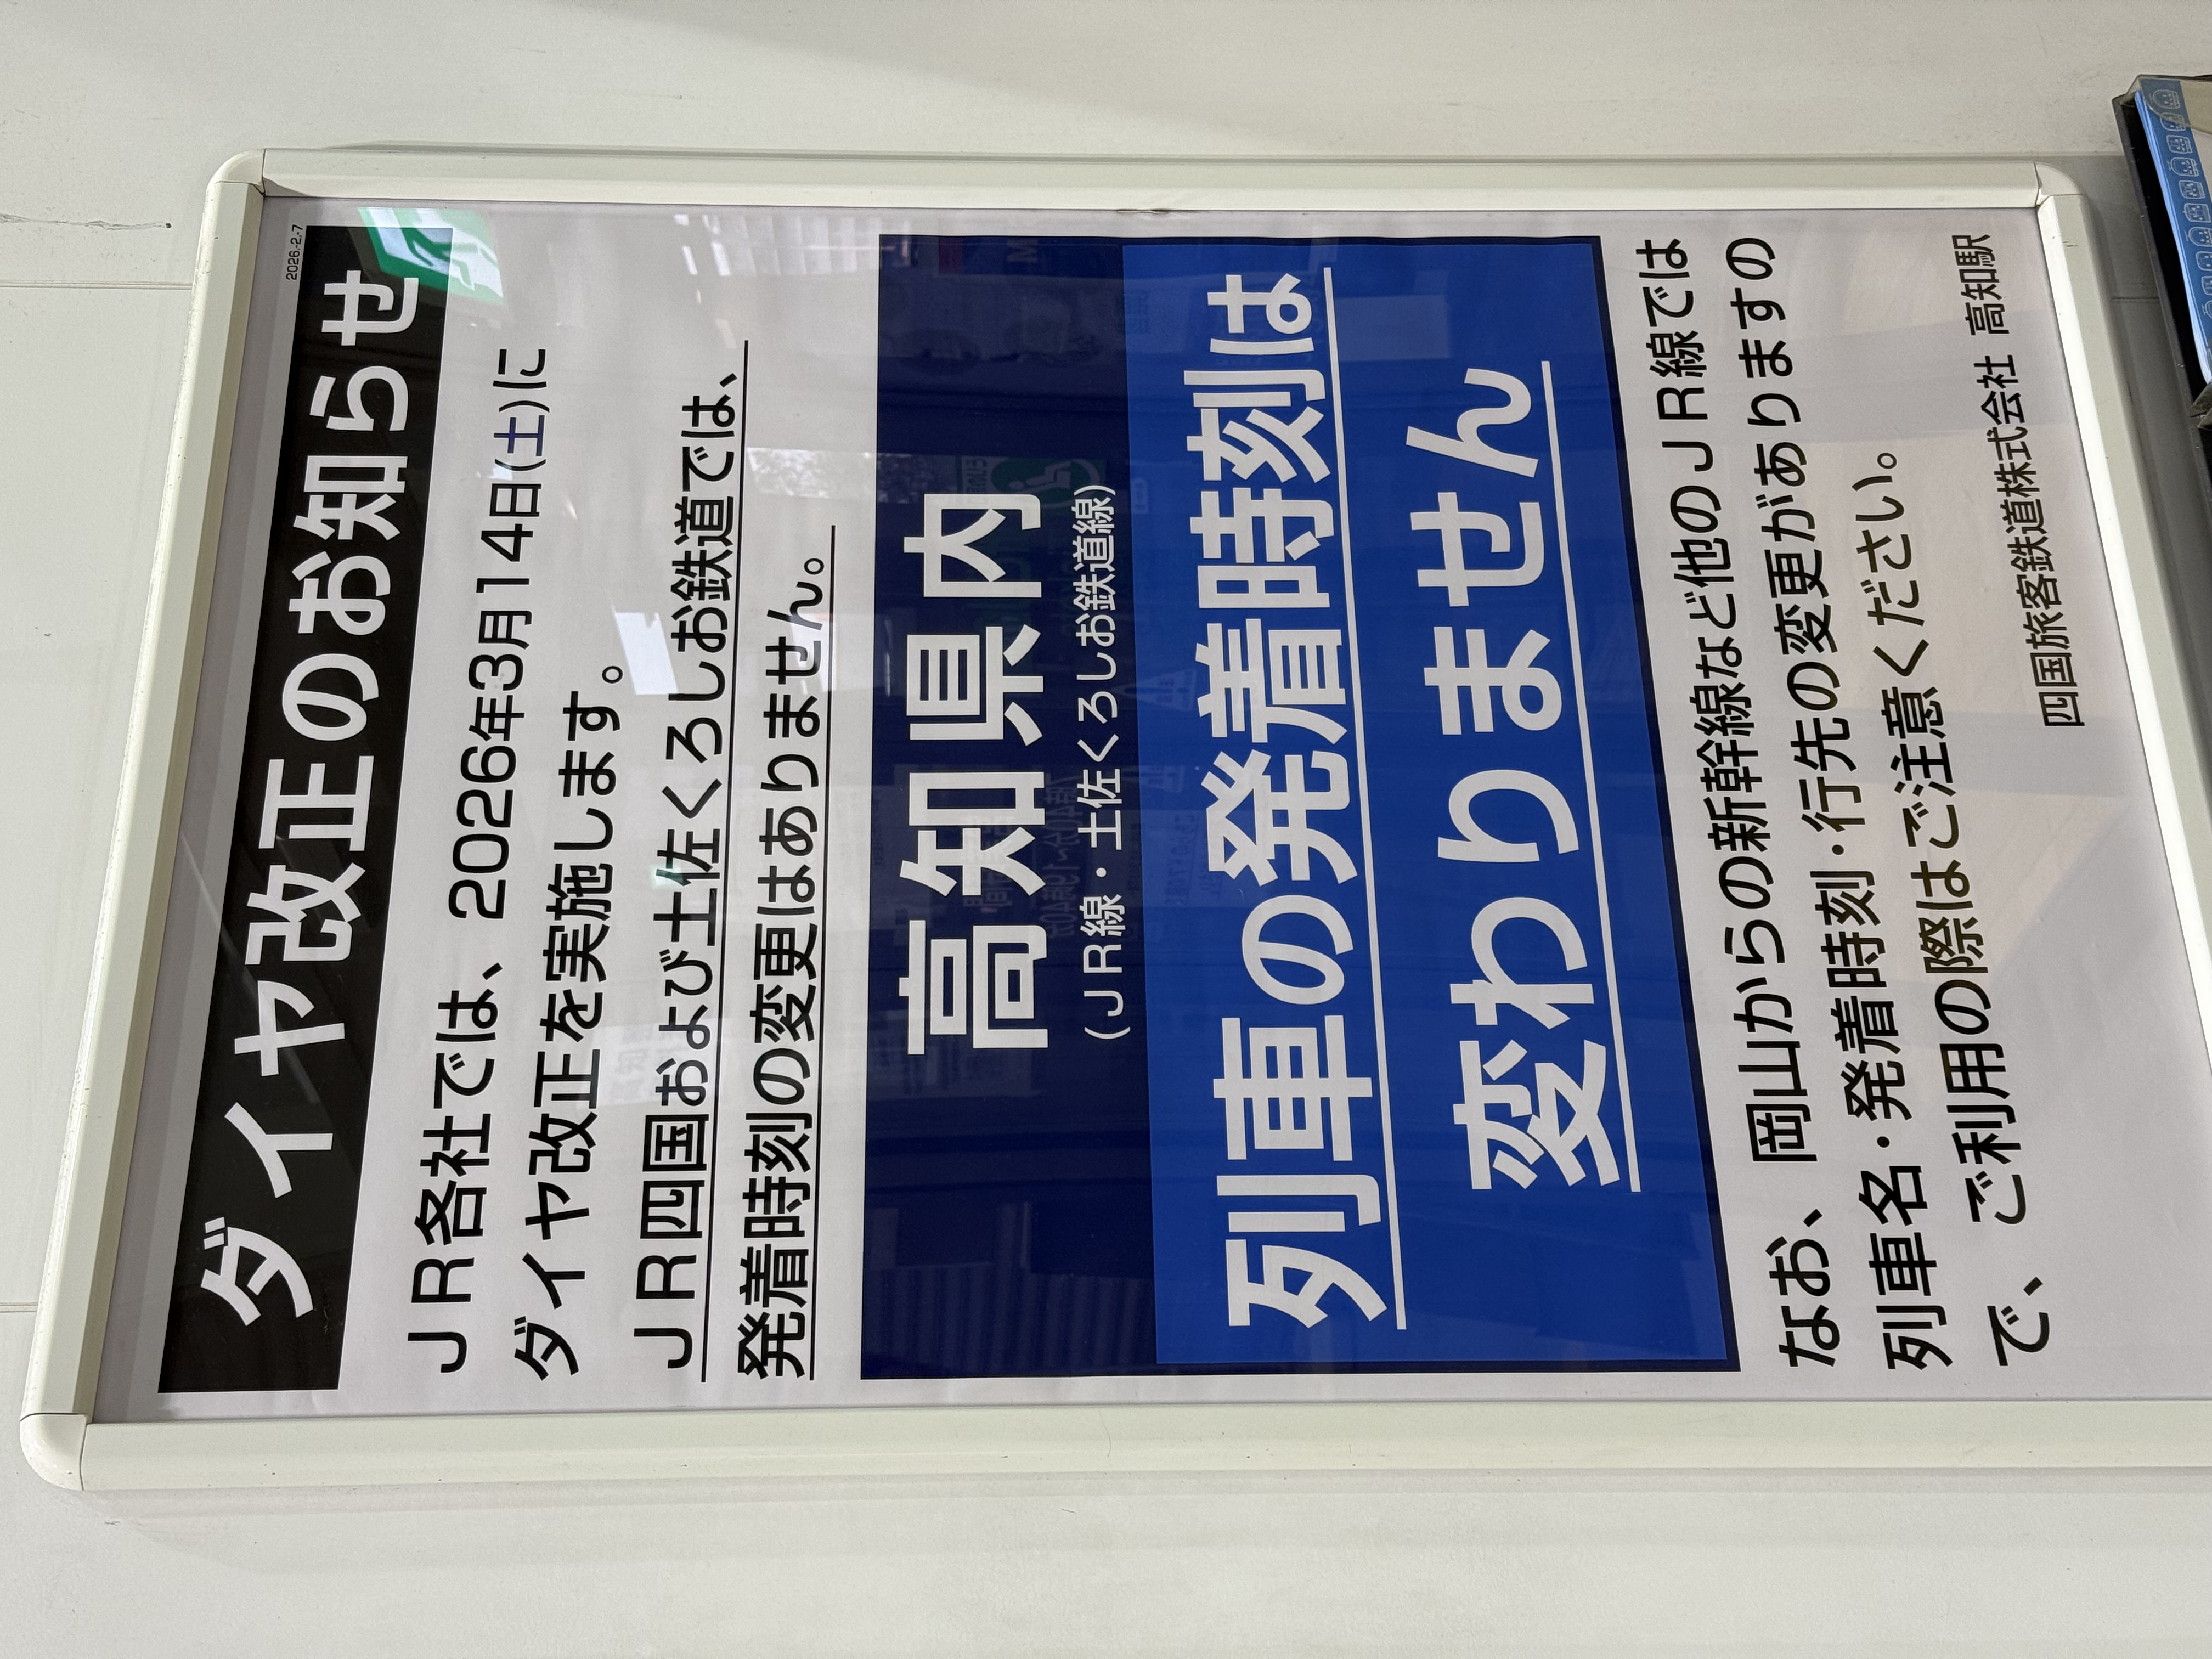 2026.-2.-7
ダイヤ改正のお知らせ
ＪＲ各社では、2026年3月14日(土)に
ダイヤ改正を実施します。
ＪＲ四国および土佐くろしお鉄道では、
発着時刻の変更はありません。
高知県内
(ＪＲ線・土佐くろしお鉄道線)
列車の発着時刻は
変わりません
なお、岡山からの新幹線など他のＪＲ線では
列車名・発着時刻・行先の変更がありますの
で、ご利用の際はご注意ください。
四国旅客鉄道株式会社 高知駅